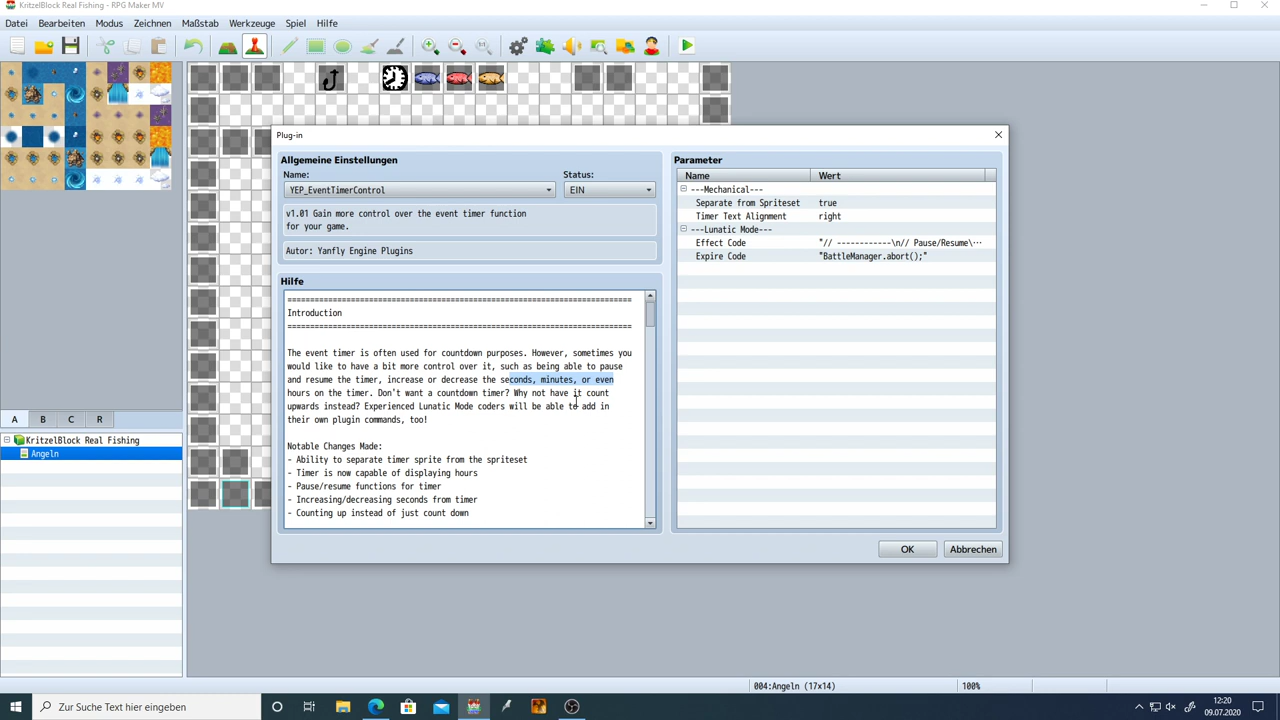 KritzelBlock Real Fishing - RPG Maker MV
Datei Bearbeiten Modus Zeichnen Maßstab Werkzeuge Spiel Hilfe
Plug-in
Allgemeine Einstellungen
Name: Status:
YEP_EventTimerControl EIN
v1.01 Gain more control over the event timer function
for your game.
Autor: Yanfly Engine Plugins
Hilfe
==========================================================================
Introduction
==========================================================================
The event timer is often used for countdown purposes. However, sometimes you
would like to have a bit more control over it, such as being able to pause
and resume the timer, increase or decrease the seconds, minutes, or even
hours on the timer. Don't want a countdown timer? Why not have it count
upwards instead? Experienced Lunatic Mode coders will be able to add in
their own plugin commands, too!
Notable Changes Made:
- Ability to separate timer sprite from the spriteset
- Timer is now capable of displaying hours
- Pause/resume functions for timer
- Increasing/decreasing seconds from timer
- Counting up instead of just count down
Parameter
Name Wert
---Mechanical---
Separate from Spriteset true
Timer Text Alignment right
---Lunatic Mode---
Effect Code "// ------------\n// Pause/Resume\···
Expire Code "BattleManager.abort();"
OK Abbrechen
A B C R
KritzelBlock Real Fishing
Angeln
004:Angeln (17×14) 100%
Zur Suche Text hier eingeben
12:20
09.07.2020